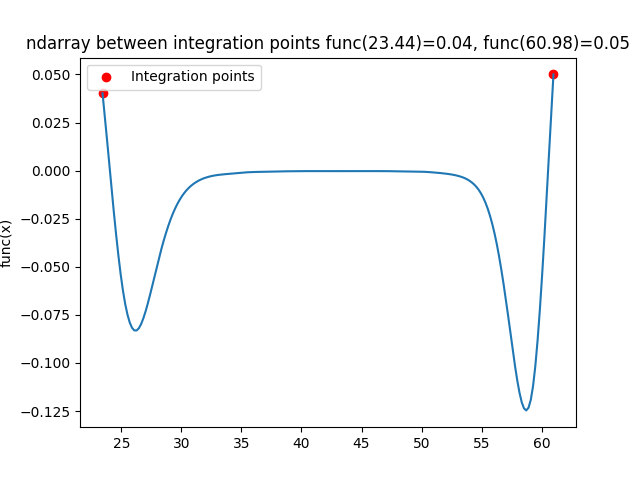 ndarray between integration points func(23.44)=0.04, func(60.98)=0.05
Integration points
func(x)
0.050
0.025
0.000
−0.025
−0.050
−0.075
−0.100
−0.125
25 30 35 40 45 50 55 60